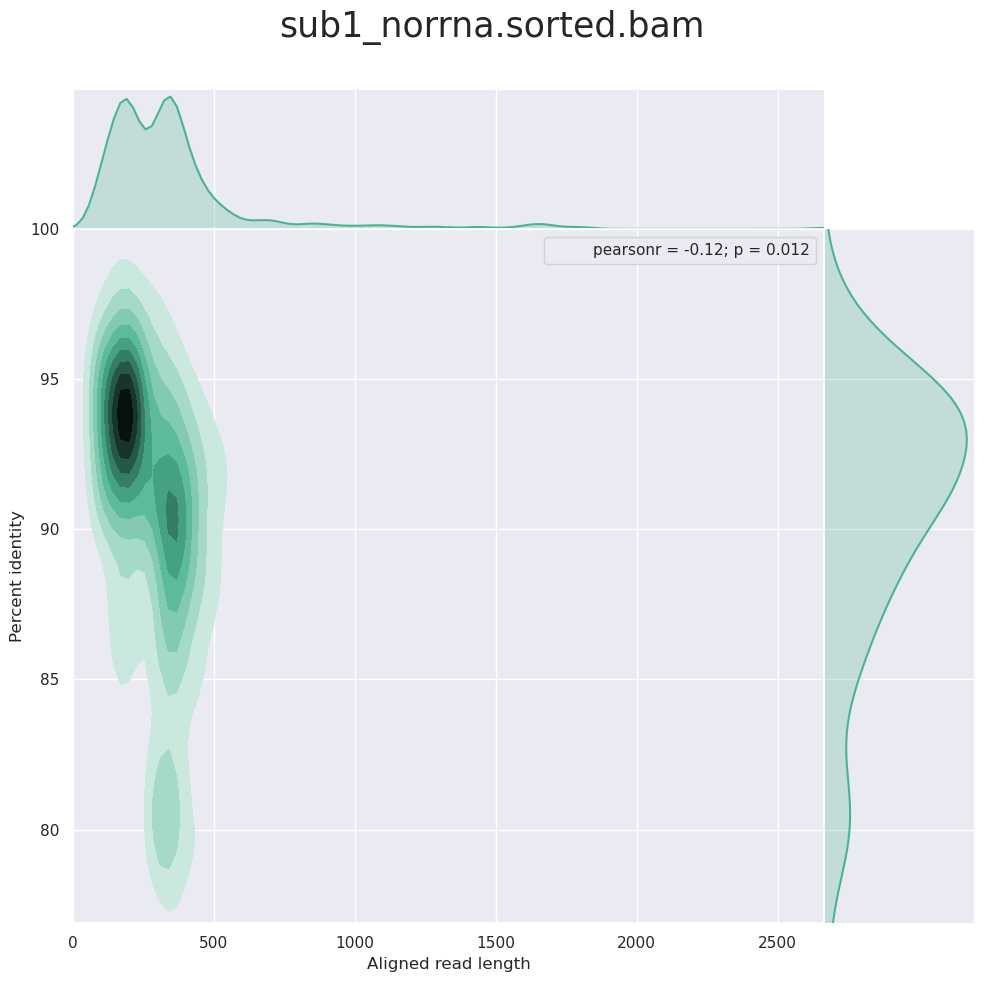 sub1_norrna.sorted.bam
100
pearsonr = -0.12; p = 0.012
95
90
85
80
Percent identity
0 500 1000 1500 2000 2500
Aligned read length